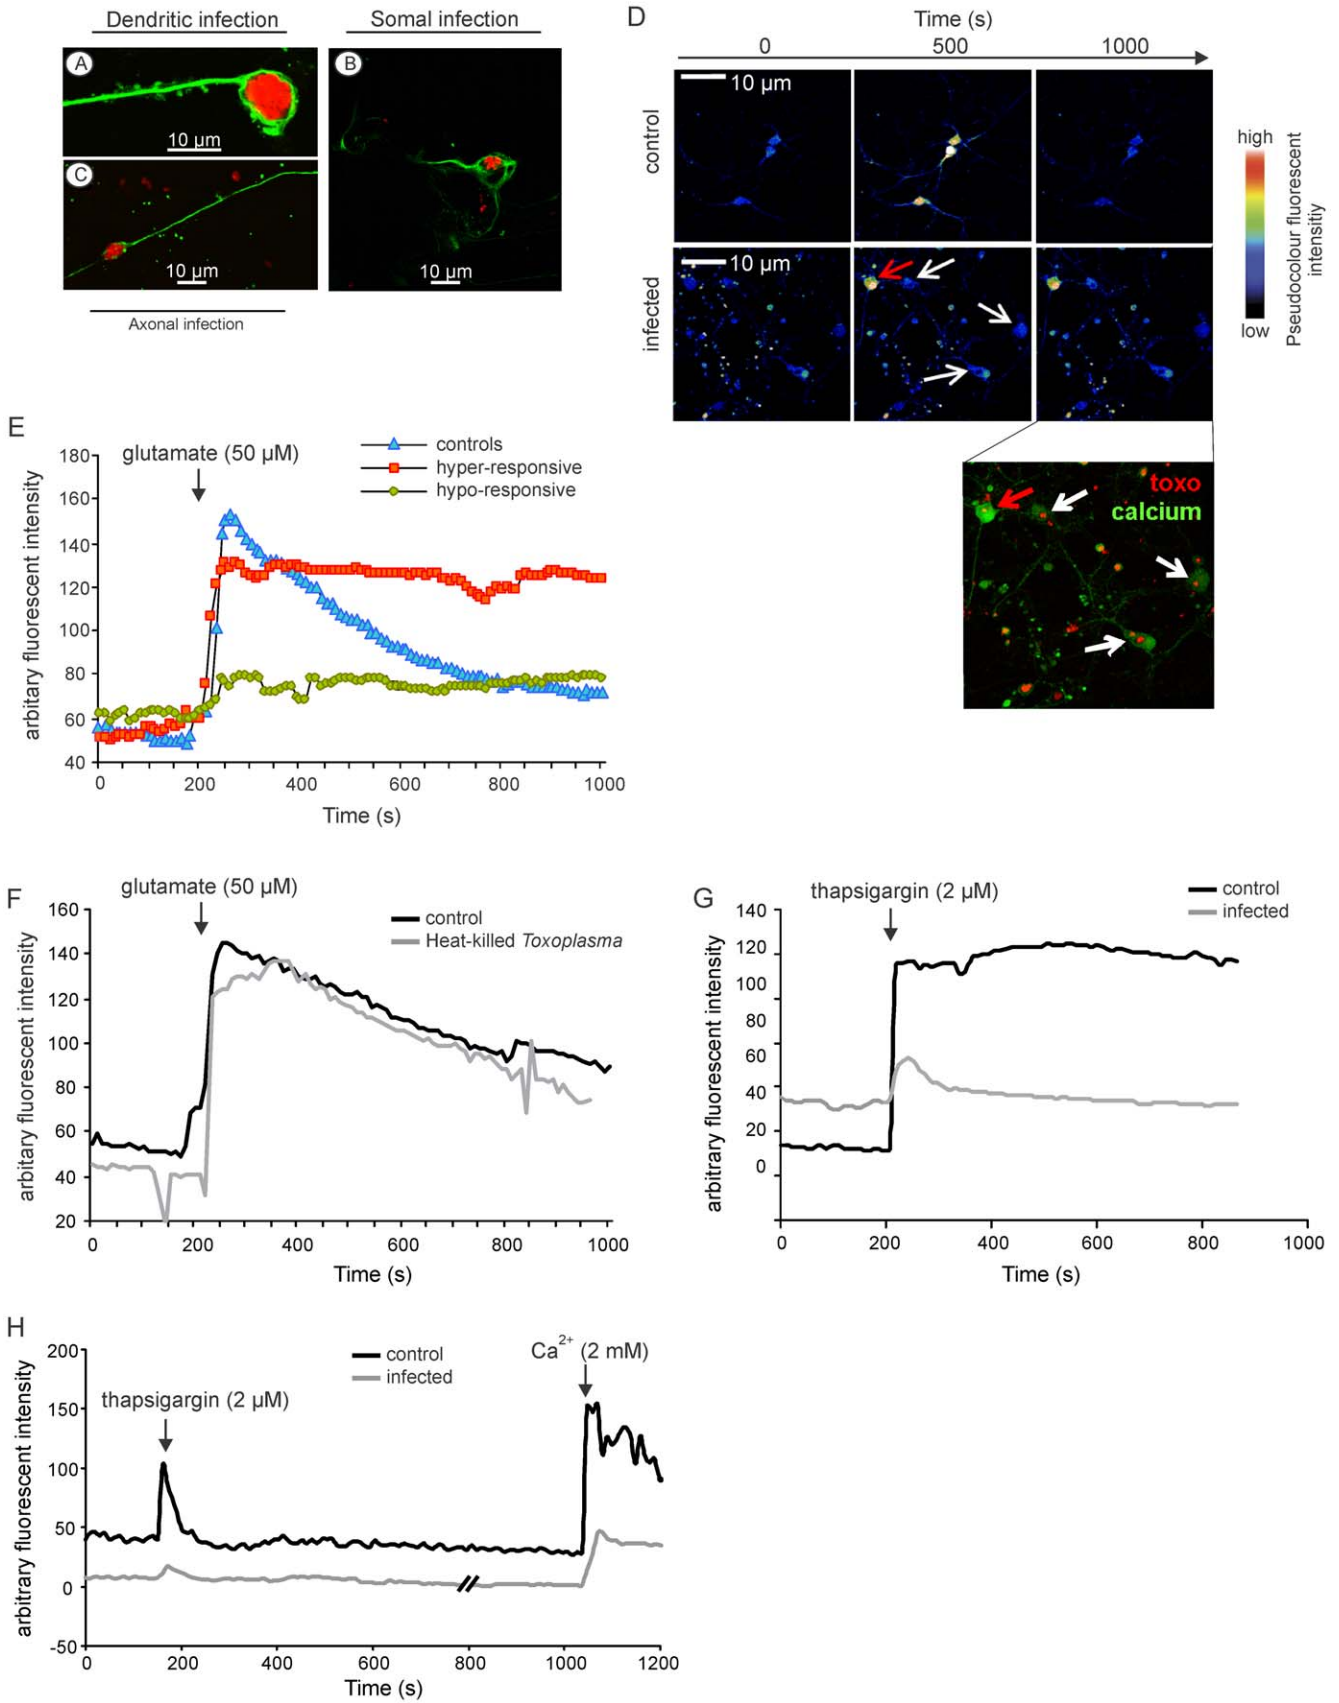 Dendritic infection
Somal infection
A
10 µm
B
10 µm
C
10 µm
Axonal infection
D
Time (s)
0 500 1000
control
10 µm
infected
10 µm
high
low
Pseudocolour fluorescent
intensitiy
toxo
calcium
E
glutamate (50 µM)
controls
hyper-responsive
hypo-responsive
arbitary fluorescent intensity
180
160
140
120
100
80
60
40
0 200 400 600 800 1000
Time (s)
F
glutamate (50 µM)
control
Heat-killed Toxoplasma
arbitary fluorescent intensity
160
140
120
100
80
60
40
20
0 200 400 600 800 1000
Time (s)
G
thapsigargin (2 µM)
control
infected
arbitrary fluorescent intensity
140
120
100
80
60
40
20
0
0 200 400 600 800 1000
Time (s)
H
thapsigargin (2 µM)
control
infected
Ca2+ (2 mM)
arbitrary fluorescent intensity
200
150
100
50
0
-50
0 200 400 600 800 1000 1200
Time (s)